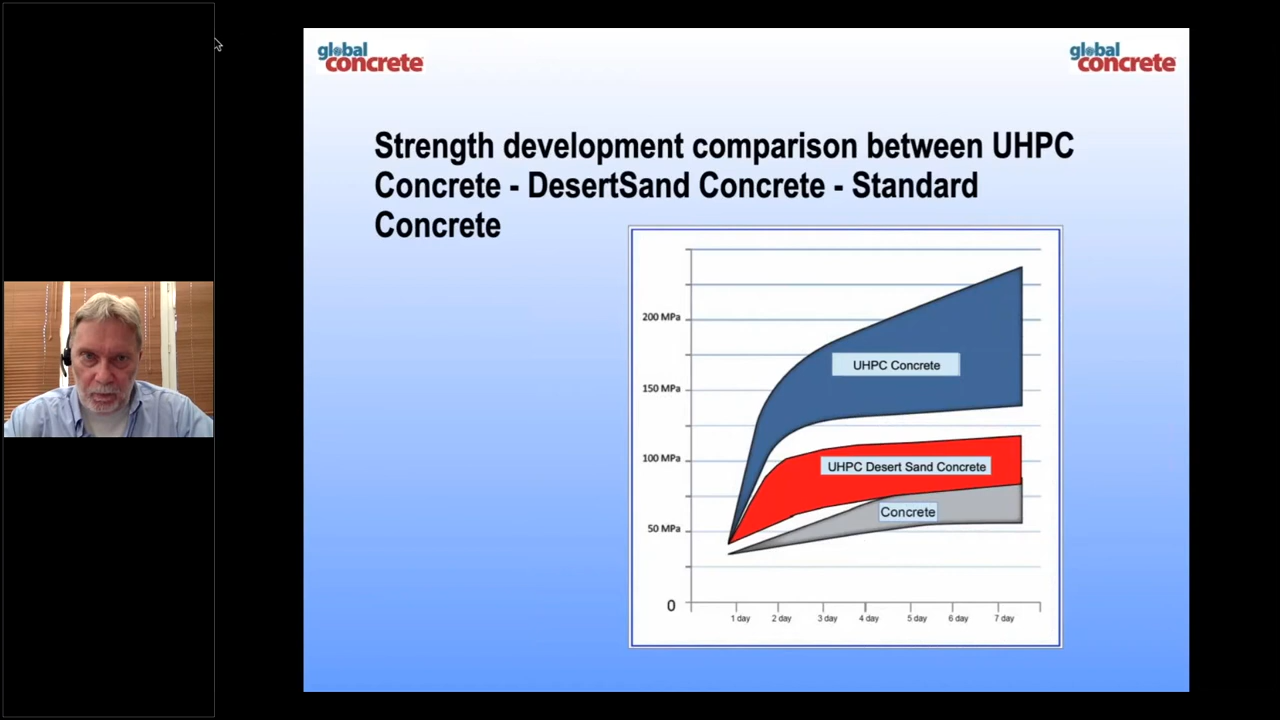 global
concrete
global
concrete
Strength development comparison between UHPC
Concrete - DesertSand Concrete - Standard
Concrete
200 MPa
150 MPa
100 MPa
50 MPa
0
UHPC Concrete
UHPC Desert Sand Concrete
Concrete
1 day
2 day
3 day
4 day
5 day
6 day
7 day